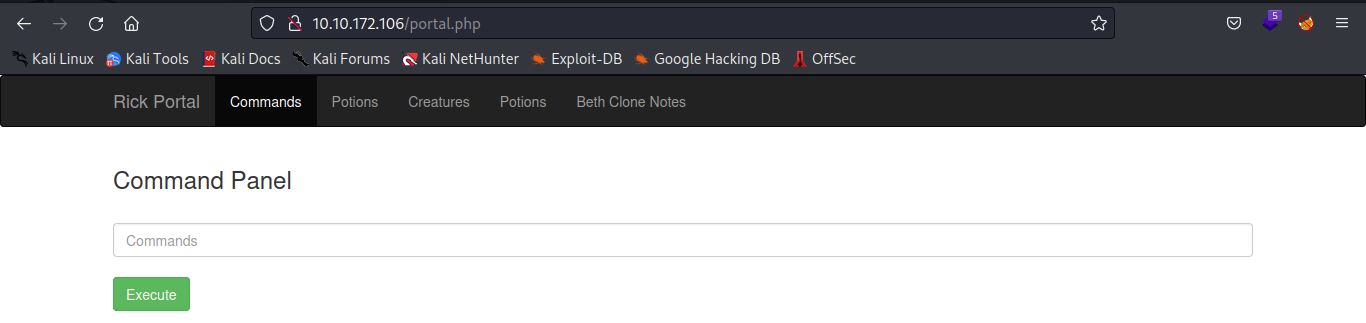 10.10.172.106/portal.php
5
Kali Linux Kali Tools Kali Docs Kali Forums Kali NetHunter Exploit-DB Google Hacking DB OffSec
Rick Portal Commands Potions Creatures Potions Beth Clone Notes
Command Panel
Commands
Execute